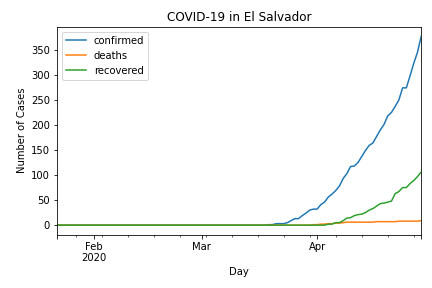 COVID-19 in El Salvador
confirmed
deaths
recovered
Number of Cases
350
300
250
200
150
100
50
0
Feb
2020
Mar
Apr
Day